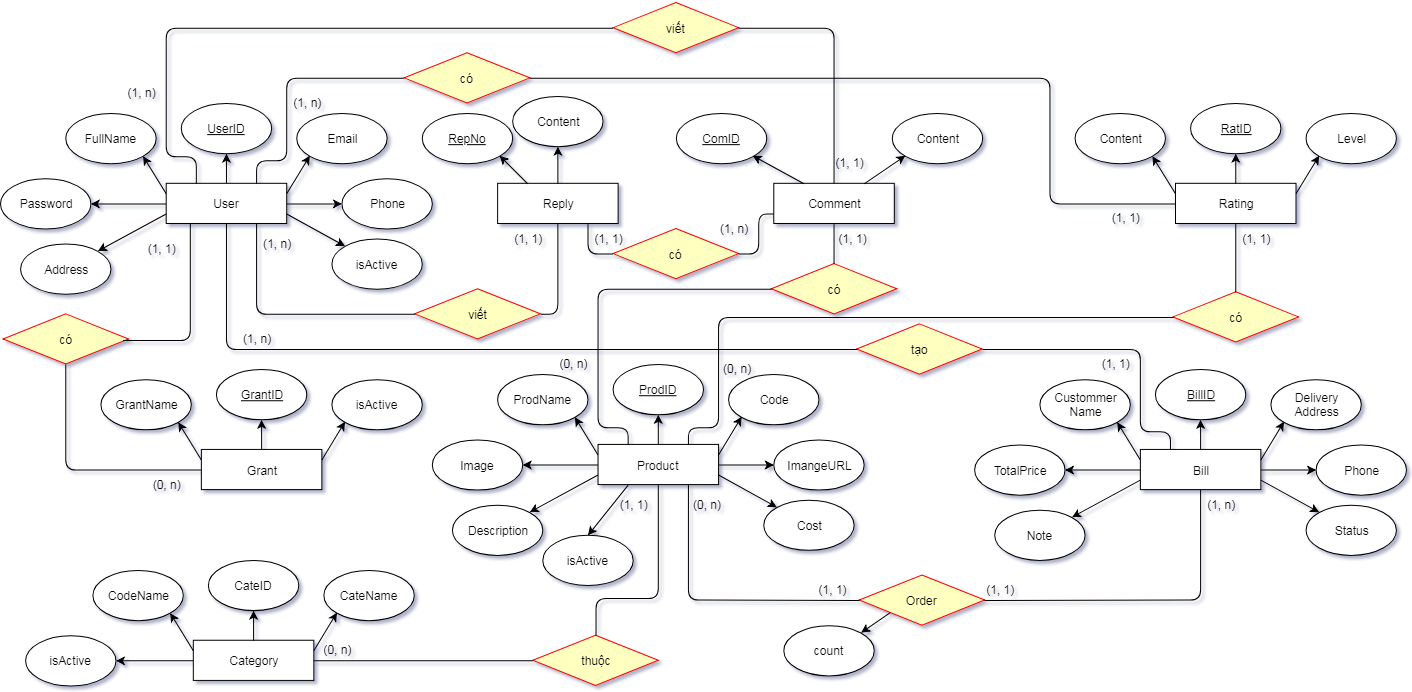 viết
có
(1, n)
(1, n)
FullName
UserID
Email
RepNo
Content
ComID
Content
Content
RatID
Level
(1, 1)
Password
User
Phone
Reply
Comment
Rating
(1, 1)
(1, 1)
(1, n)
(1, 1)
(1, 1)
(1, n)
(1, 1)
(1, 1)
Address
isActive
có
có
viết
có
có
(1, n)
tạo
(0, n)
(0, n)
(1, 1)
GrantName
GrantID
isActive
ProdName
ProdID
Code
Custommer
Name
BillID
Delivery
Address
Grant
(0, n)
Image
Product
ImangeURL
TotalPrice
Bill
Phone
(1, 1)
(0, n)
(1, n)
Description
isActive
Cost
Note
Status
CodeName
CateID
CateName
(1, 1)
Order
(1, 1)
isActive
Category
(0, n)
thuộc
count